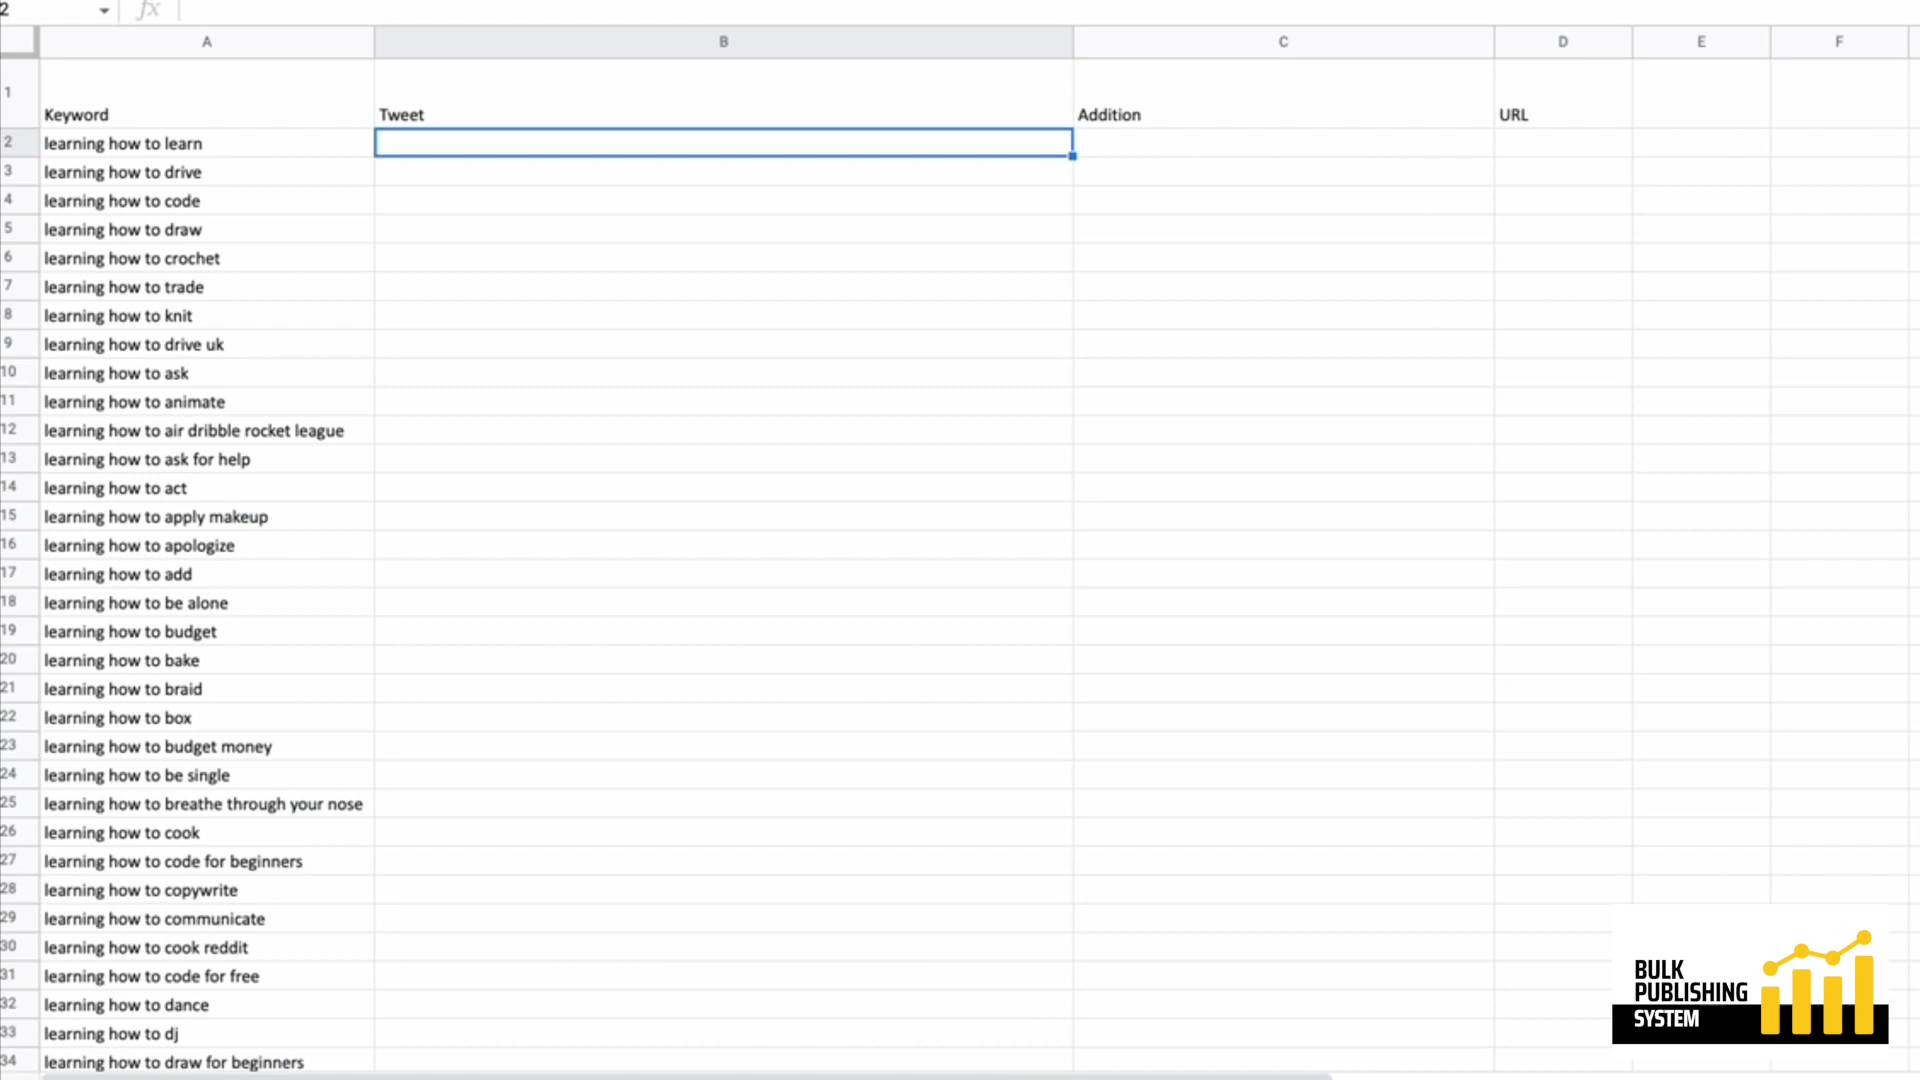 2 fx
A B C D E F
1 Keyword Tweet Addition URL
2 learning how to learn
3 learning how to drive
4 learning how to code
5 learning how to draw
6 learning how to crochet
7 learning how to trade
8 learning how to knit
9 learning how to drive uk
10 learning how to ask
11 learning how to animate
12 learning how to air dribble rocket league
13 learning how to ask for help
14 learning how to act
15 learning how to apply makeup
16 learning how to apologize
17 learning how to add
18 learning how to be alone
19 learning how to budget
20 learning how to bake
21 learning how to braid
22 learning how to box
23 learning how to budget money
24 learning how to be single
25 learning how to breathe through your nose
26 learning how to cook
27 learning how to code for beginners
28 learning how to copywrite
29 learning how to communicate
30 learning how to cook reddit
31 learning how to code for free
32 learning how to dance
33 learning how to dj
34 learning how to draw for beginners
BULK
PUBLISHING
SYSTEM